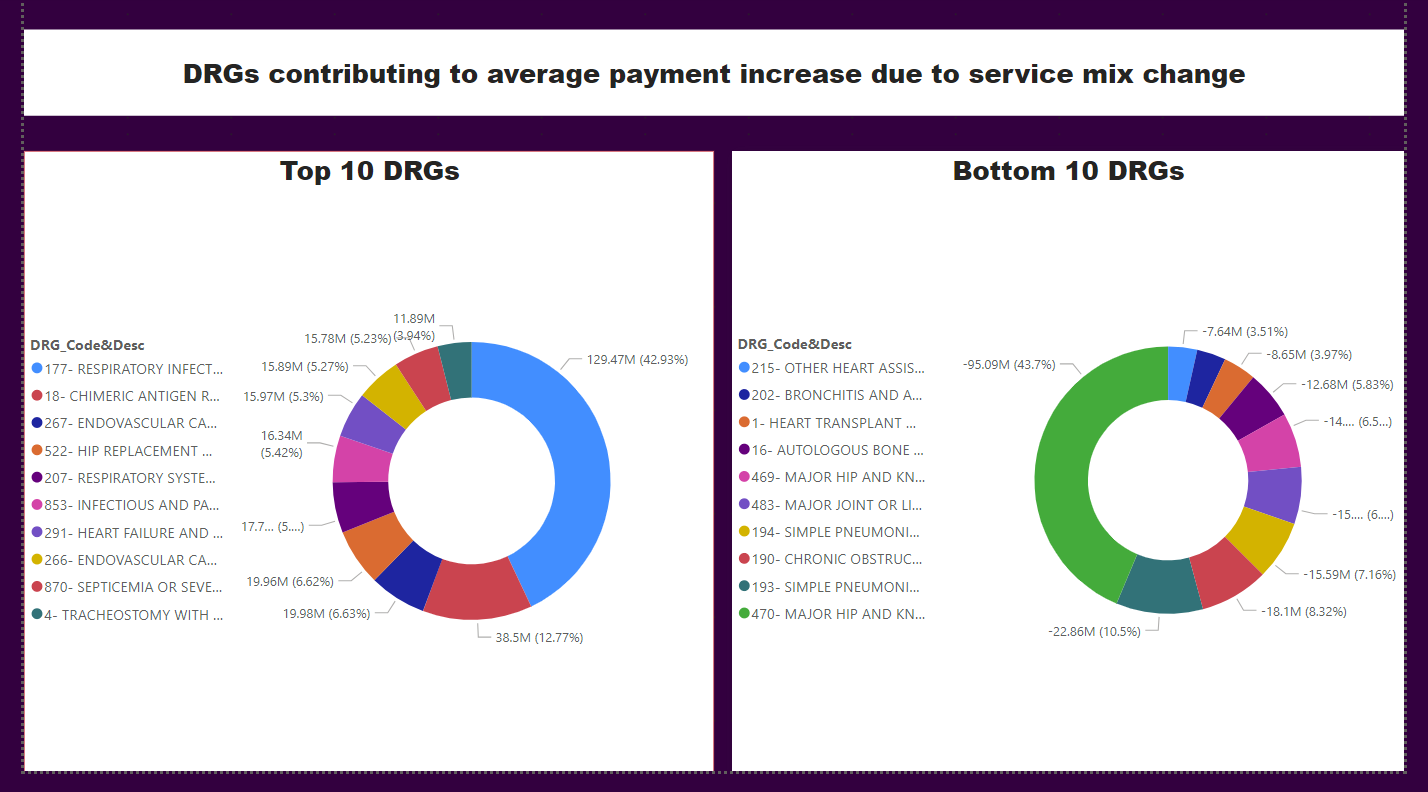 DRGs contributing to average payment increase due to service mix change
Top 10 DRGs
DRG_Code&Desc
177- RESPIRATORY INFECT...
18- CHIMERIC ANTIGEN R...
267- ENDOVASCULAR CA...
522- HIP REPLACEMENT ...
207- RESPIRATORY SYSTE...
853- INFECTIOUS AND PA...
291- HEART FAILURE AND ...
266- ENDOVASCULAR CA...
870- SEPTICEMIA OR SEVE...
4- TRACHEOSTOMY WITH ...
129.47M (42.93%)
38.5M (12.77%)
19.98M (6.63%)
19.96M (6.62%)
17.7... (5....)
16.34M
(5.42%)
15.97M (5.3%)
15.89M (5.27%)
15.78M (5.23%)
11.89M
(3.94%)
Bottom 10 DRGs
DRG_Code&Desc
215- OTHER HEART ASSIS...
202- BRONCHITIS AND A...
1- HEART TRANSPLANT ...
16- AUTOLOGOUS BONE ...
469- MAJOR HIP AND KN...
483- MAJOR JOINT OR LI...
194- SIMPLE PNEUMONI...
190- CHRONIC OBSTRUC...
193- SIMPLE PNEUMONI...
470- MAJOR HIP AND KN...
-7.64M (3.51%)
-8.65M (3.97%)
-12.68M (5.83%)
-14.... (6.5...)
-15.... (6....)
-15.59M (7.16%)
-18.1M (8.32%)
-22.86M (10.5%)
-95.09M (43.7%)